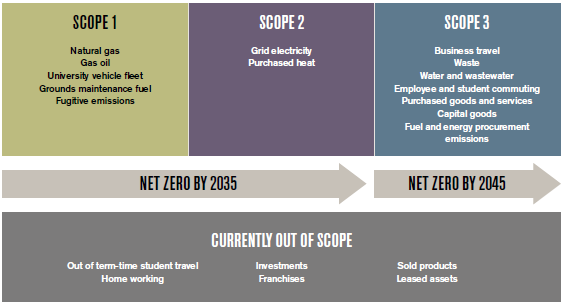 SCOPE 1
Natural gas
Gas oil
University vehicle fleet
Grounds maintenance fuel
Fugitive emissions
SCOPE 2
Grid electricity
Purchased heat
SCOPE 3
Business travel
Waste
Water and wastewater
Employee and student commuting
Purchased goods and services
Capital goods
Fuel and energy procurement
emissions
NET ZERO BY 2035
NET ZERO BY 2045
CURRENTLY OUT OF SCOPE
Out of term-time student travel
Home working
Investments
Franchises
Sold products
Leased assets